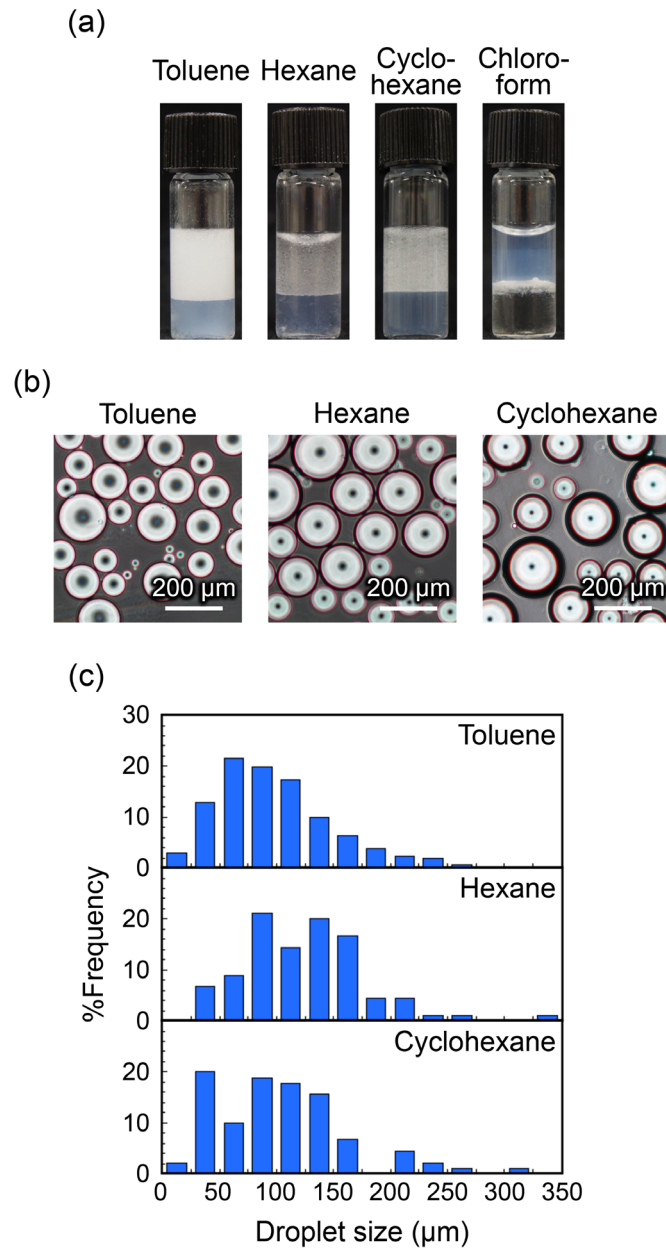 (a)
Toluene Hexane Cyclo-hexane Chloro-form
(b)
Toluene Hexane Cyclohexane
200 µm 200 µm 200 µm
(c)
30
Toluene
20
10
0
Hexane
20
10
0
Cyclohexane
20
10
0
%Frequency
0 50 100 150 200 250 300 350
Droplet size (µm)